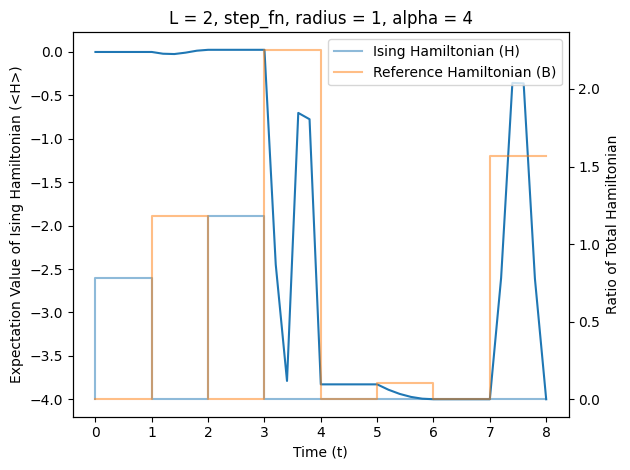 L = 2, step_fn, radius = 1, alpha = 4
Ising Hamiltonian (H)
Reference Hamiltonian (B)
Expectation Value of Ising Hamiltonian (<H>)
0.0
−0.5
−1.0
−1.5
−2.0
−2.5
−3.0
−3.5
−4.0
2.0
1.5
1.0
0.5
0.0
Ratio of Total Hamiltonian
0 1 2 3 4 5 6 7 8
Time (t)